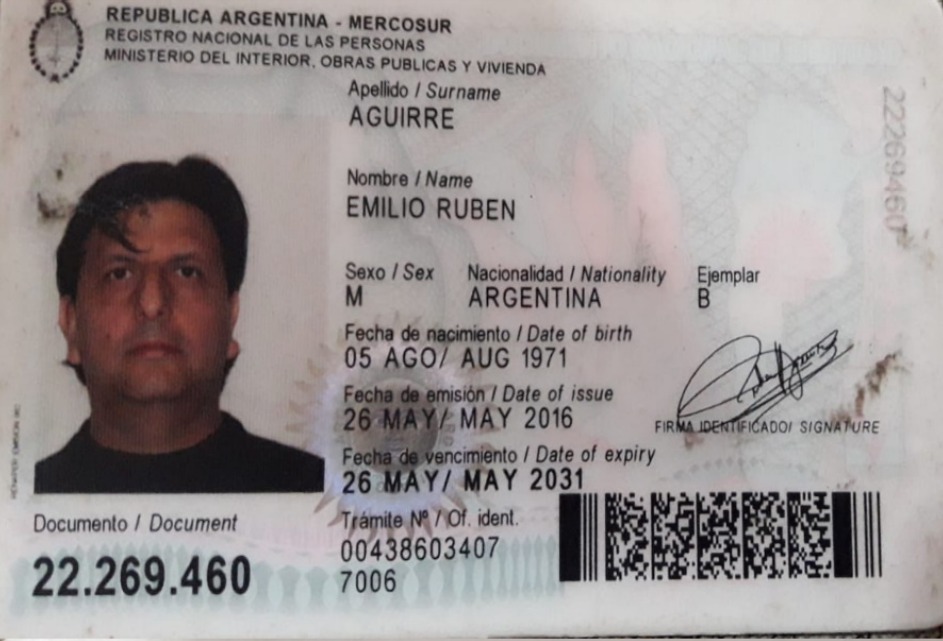 REPUBLICA ARGENTINA - MERCOSUR
REGISTRO NACIONAL DE LAS PERSONAS
MINISTERIO DEL INTERIOR, OBRAS PUBLICAS Y VIVIENDA
Apellido / Surname
AGUIRRE
Nombre / Name
EMILIO RUBEN
Sexo / Sex Nacionalidad / Nationality Ejemplar
M ARGENTINA B
Fecha de nacimiento / Date of birth
05 AGO/ AUG 1971
Fecha de emisión / Date of issue
26 MAY/ MAY 2016
FIRMA IDENTIFICADO/ SIGNATURE
Fecha de vencimiento / Date of expiry
26 MAY/ MAY 2031
Documento / Document
22.269.460
Trámite Nº / Of. ident.
00438603407
7006
22269460